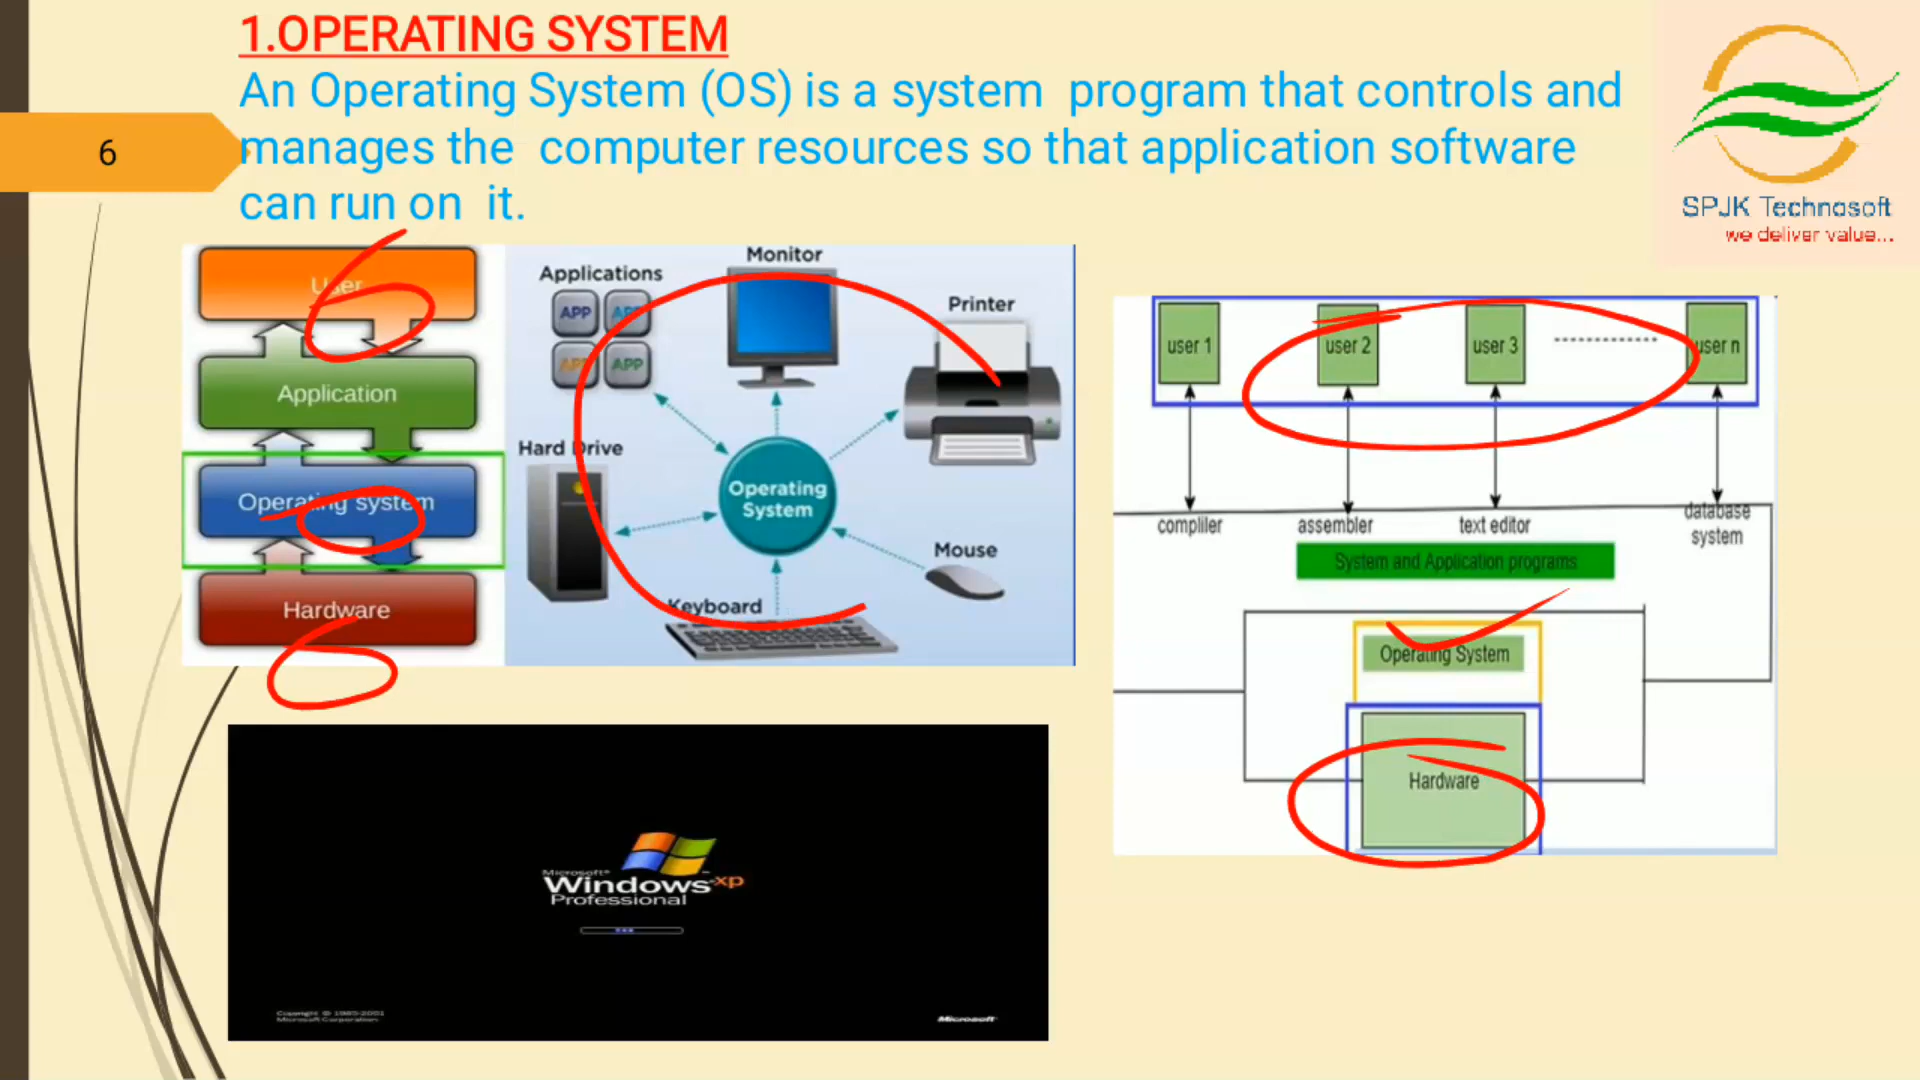 1.OPERATING SYSTEM
An Operating System (OS) is a system program that controls and
manages the computer resources so that application software
can run on it.
6
SPJK Technosoft
we deliver value...
User
Application
Operating system
Hardware
Applications
APP
APP
APP
APP
Monitor
Printer
Hard Drive
Operating
System
Mouse
Keyboard
user 1
user 2
user 3
user n
compliler
assembler
text editor
database
system
System and Application programs
Operating System
Hardware
Microsoft®
Windows xp
Professional
Copyright © 1985-2001
Microsoft Corporation
Microsoft